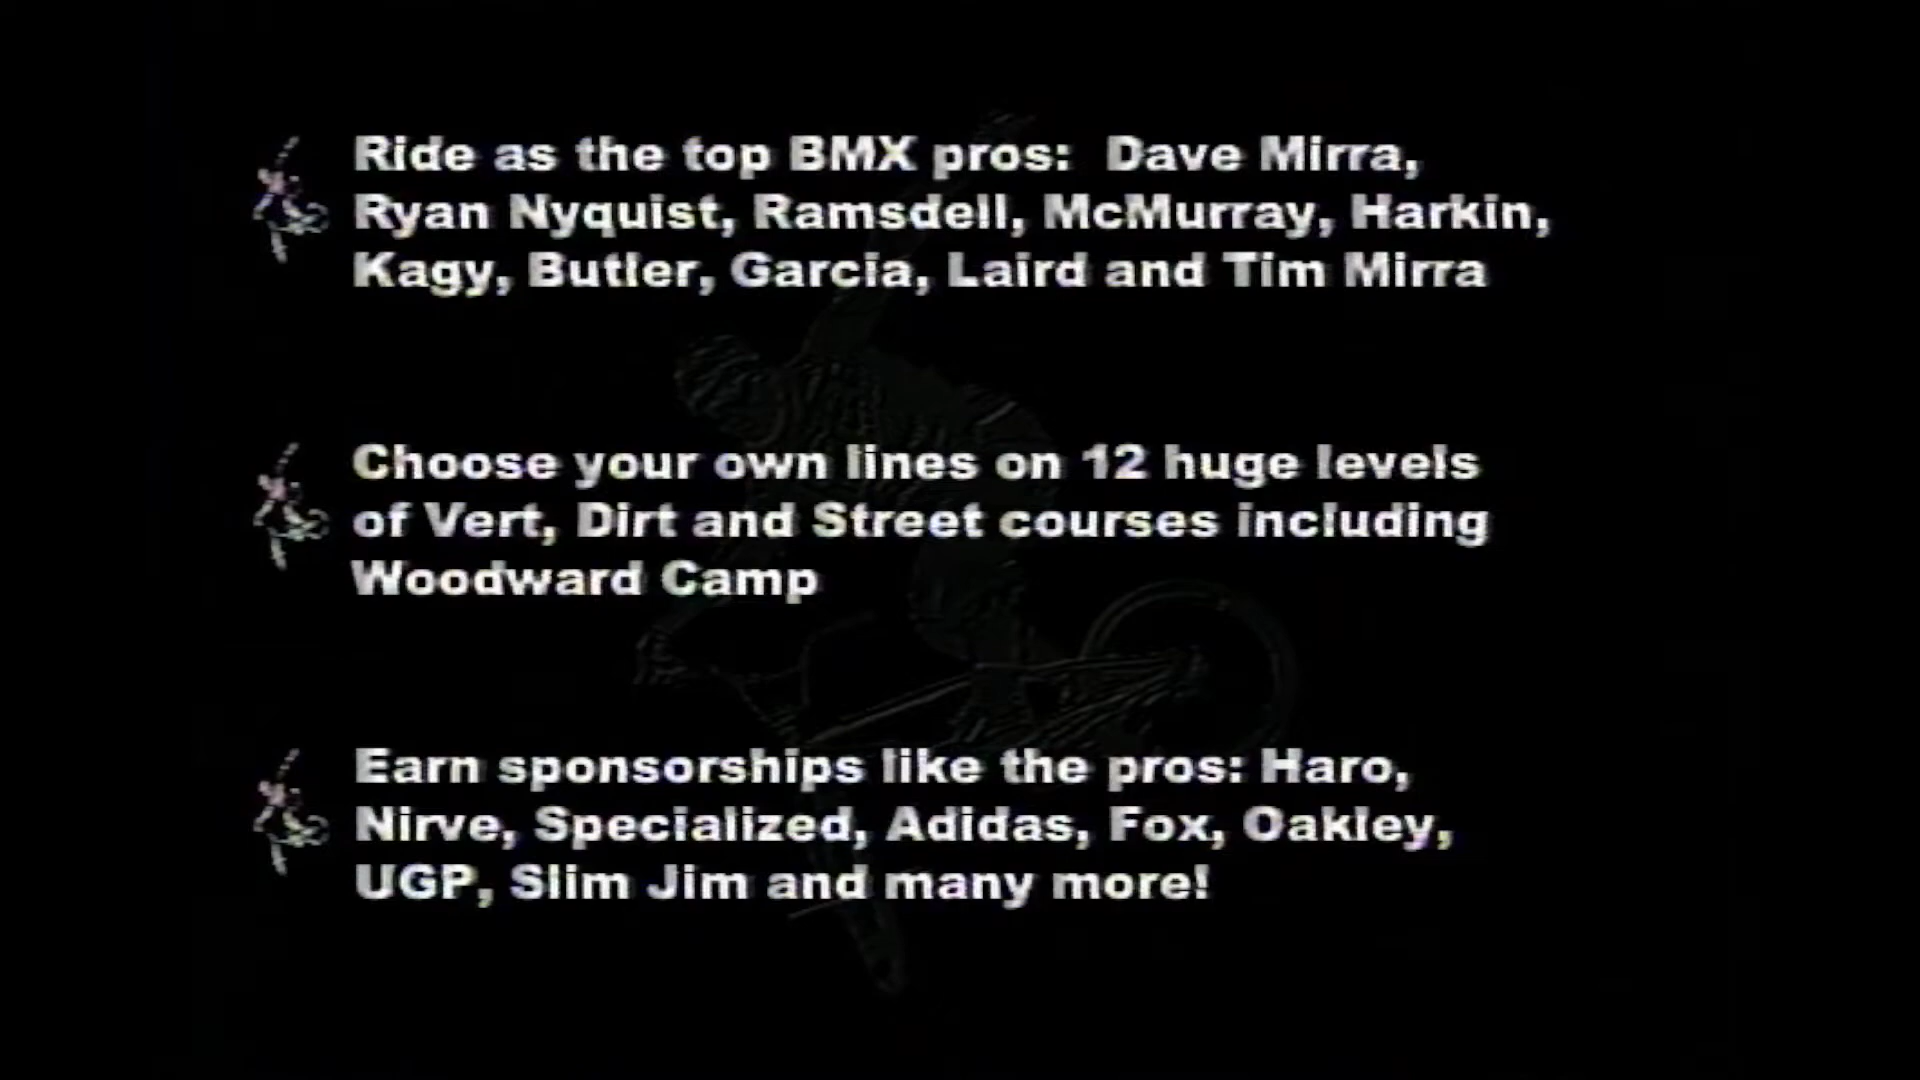 Ride as the top BMX pros:  Dave Mirra,
Ryan Nyquist, Ramsdell, McMurray, Harkin,
Kagy, Butler, Garcia, Laird and Tim Mirra
Choose your own lines on 12 huge levels
of Vert, Dirt and Street courses including
Woodward Camp
Earn sponsorships like the pros: Haro,
Nirve, Specialized, Adidas, Fox, Oakley,
UGP, Slim Jim and many more!